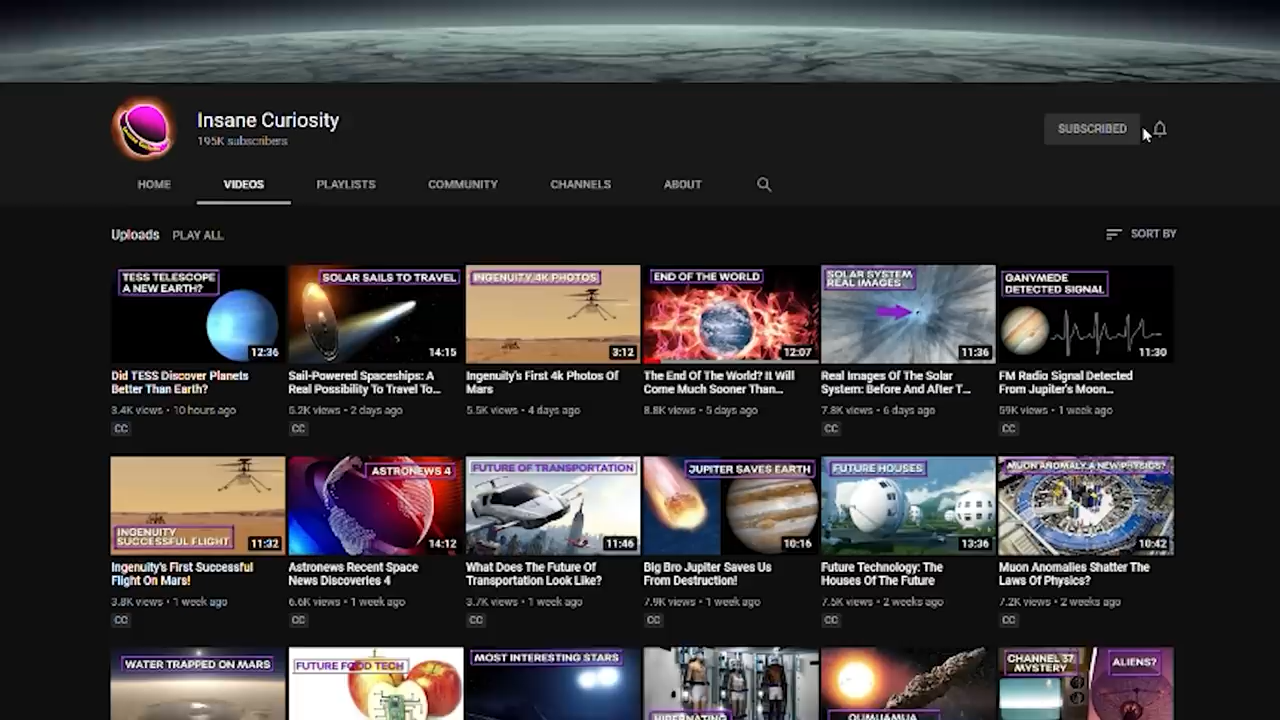 Insane Curiosity
195K subscribers
SUBSCRIBED
HOME VIDEOS PLAYLISTS COMMUNITY CHANNELS ABOUT
Uploads PLAY ALL SORT BY
TESS TELESCOPE
A NEW EARTH?
12:36
SOLAR SAILS TO TRAVEL
14:15
INGENUITY 4K PHOTOS
3:12
END OF THE WORLD
12:07
SOLAR SYSTEM
REAL IMAGES
11:36
GANYMEDE
DETECTED SIGNAL
11:30
Did TESS Discover Planets
Better Than Earth?
3.4K views • 10 hours ago
CC
Sail-Powered Spaceships: A
Real Possibility To Travel To...
5.2K views • 2 days ago
CC
Ingenuity's First 4k Photos Of
Mars
5.5K views • 4 days ago
The End Of The World? It Will
Come Much Sooner Than...
8.8K views • 5 days ago
Real Images Of The Solar
System: Before And After T...
7.8K views • 6 days ago
CC
FM Radio Signal Detected
From Jupiter's Moon...
59K views • 1 week ago
CC
INGENUITY
SUCCESSFUL FLIGHT
11:32
ASTRONEWS 4
14:12
FUTURE OF TRANSPORTATION
11:46
JUPITER SAVES EARTH
10:16
FUTURE HOUSES
13:36
MUON ANOMALY A NEW PHYSICS?
10:42
Ingenuity's First Successful
Flight On Mars!
3.8K views • 1 week ago
CC
Astronews Recent Space
News Discoveries 4
6.6K views • 1 week ago
CC
What Does The Future Of
Transportation Look Like?
3.7K views • 1 week ago
CC
Big Bro Jupiter Saves Us
From Destruction!
7.9K views • 1 week ago
CC
Future Technology: The
Houses Of The Future
7.5K views • 2 weeks ago
CC
Muon Anomalies Shatter The
Laws Of Physics?
7.2K views • 2 weeks ago
CC
WATER TRAPPED ON MARS
FUTURE FOOD TECH
MOST INTERESTING STARS
HIBERNATING
OUMUAMUA
CHANNEL 37
MYSTERY
ALIENS?